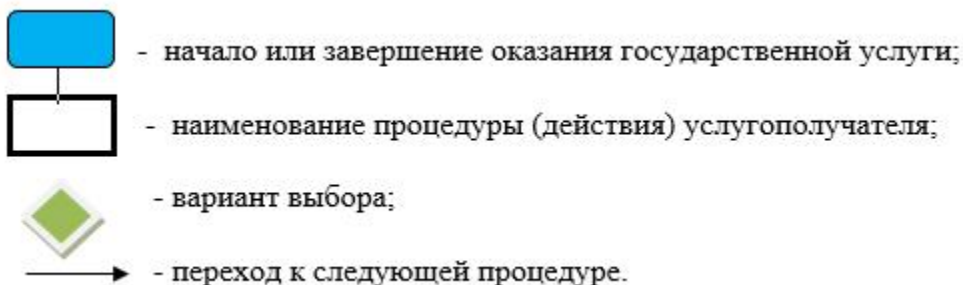 - начало или завершение оказания государственной услуги;
- наименование процедуры (действия) услугополучателя;
- вариант выбора;
- переход к следующей процедуре.